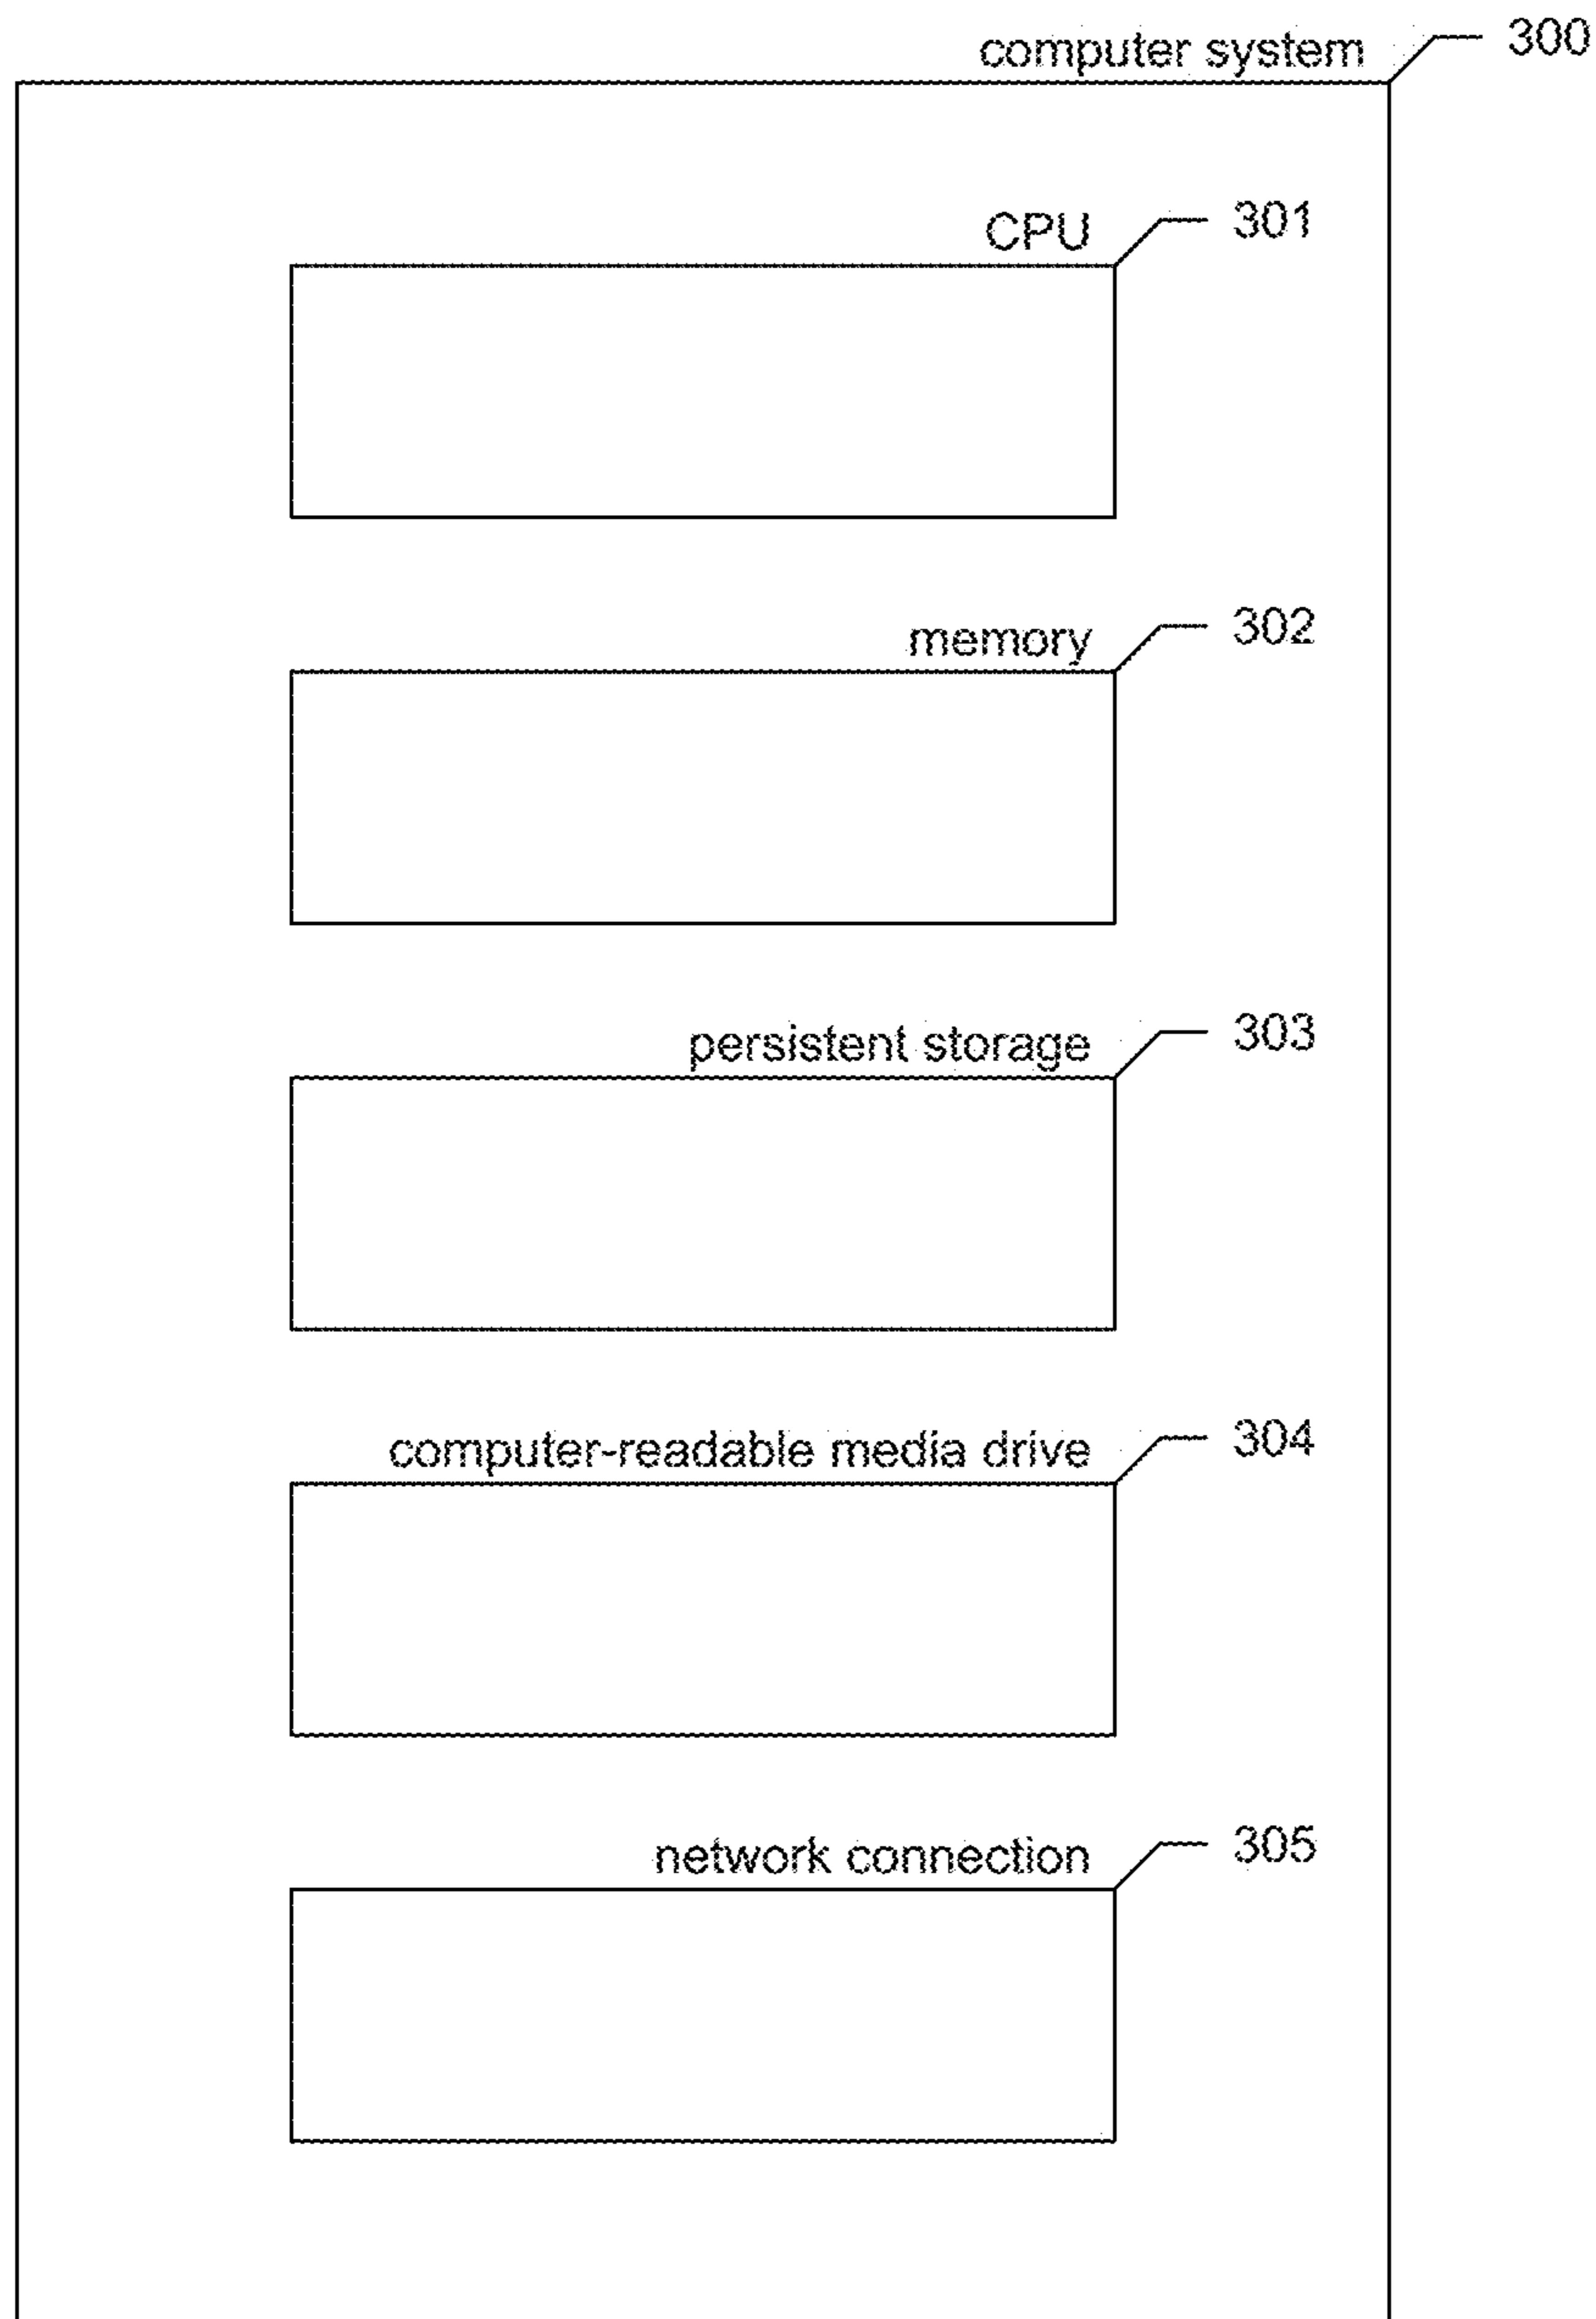 computer system 300
CPU 301
memory 302
persistent storage 303
computer-readable media drive 304
network connection 305